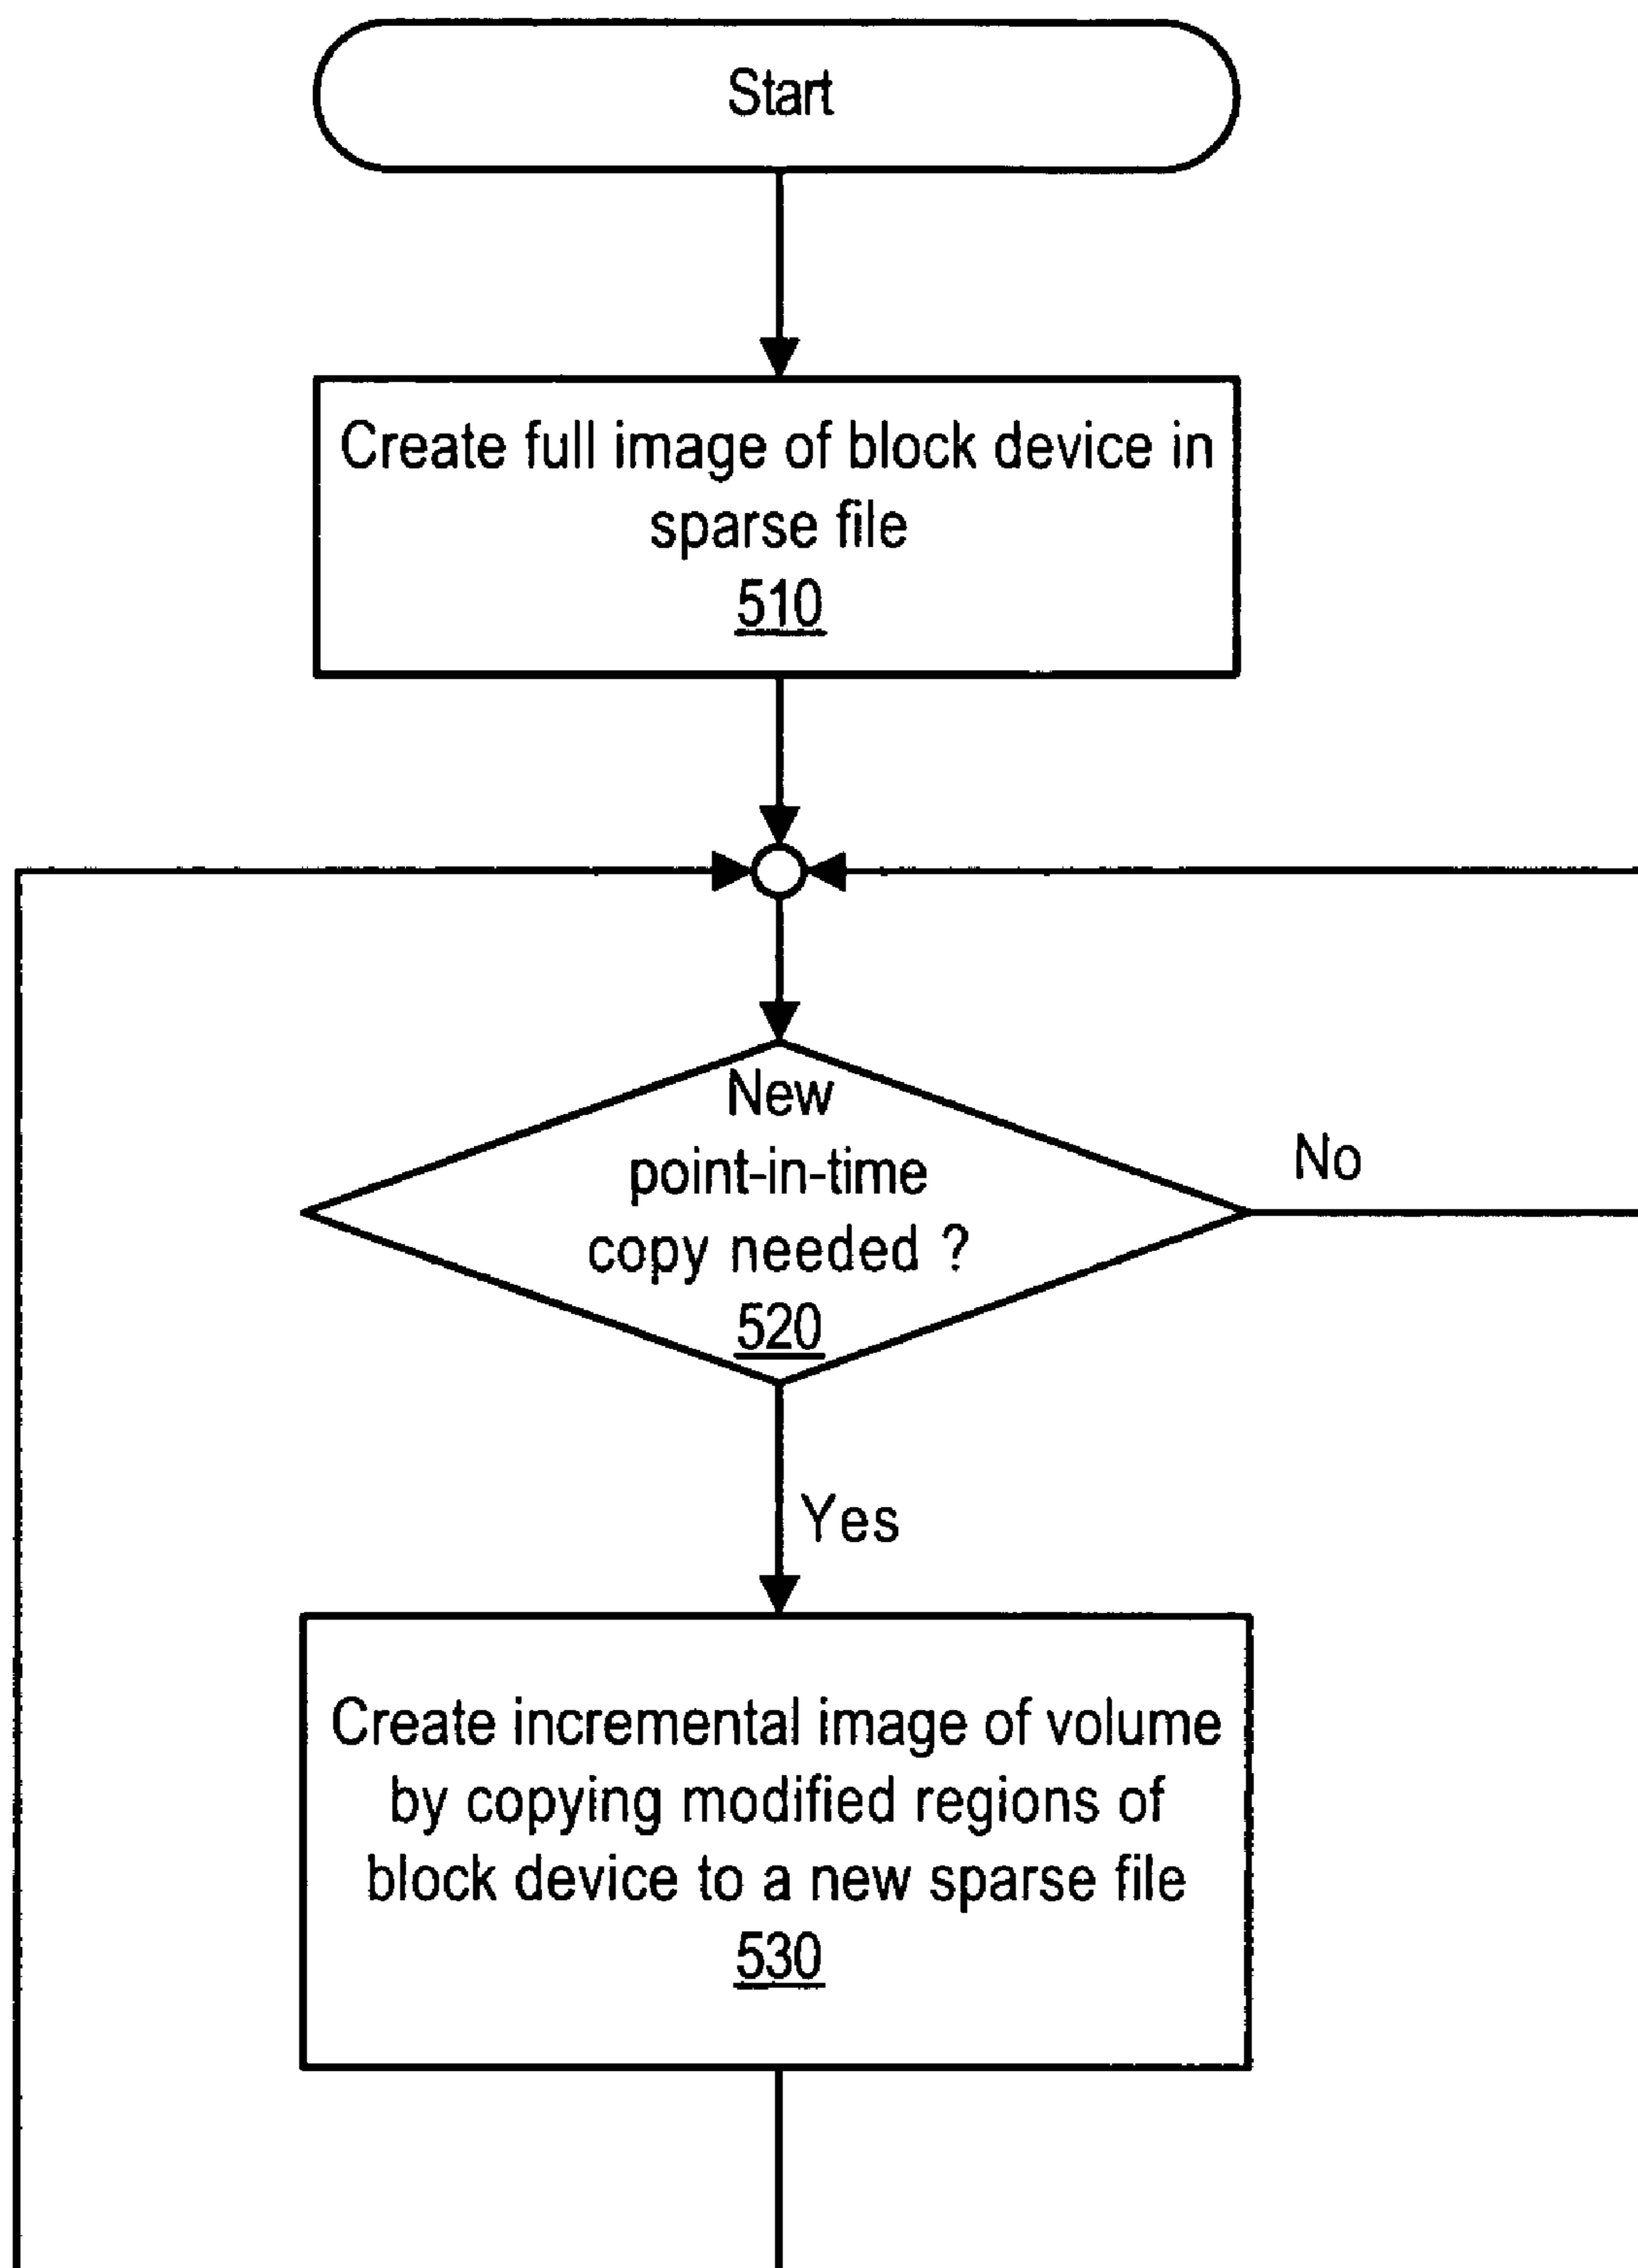 Start
Create full image of block device in
sparse file
510
New
point-in-time
copy needed ?
520
No
Yes
Create incremental image of volume
by copying modified regions of
block device to a new sparse file
530